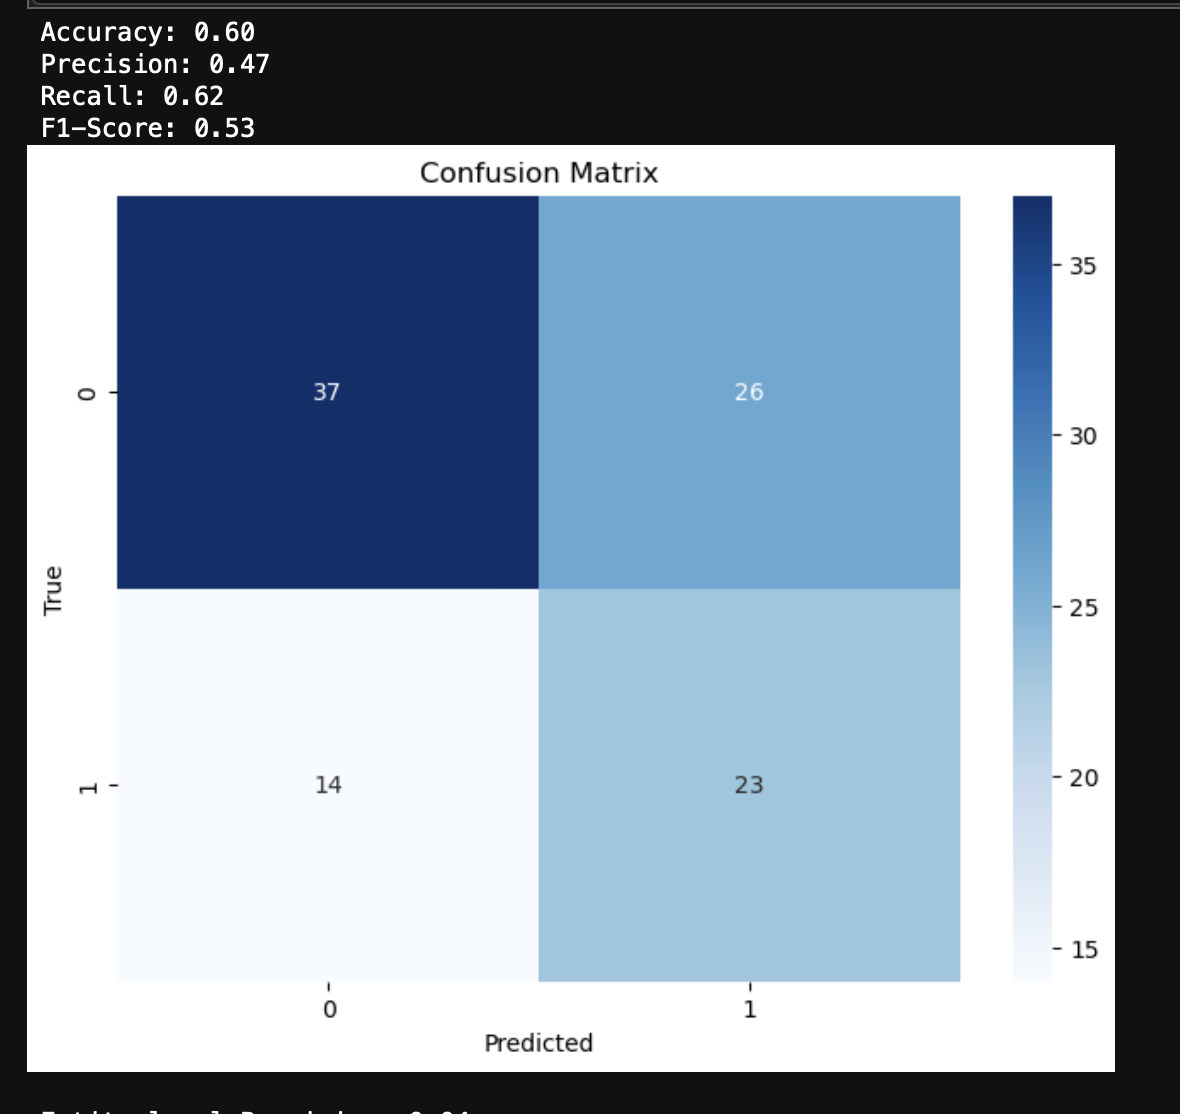 Accuracy: 0.60
Precision: 0.47
Recall: 0.62
F1-Score: 0.53
Confusion Matrix
0
37
26
1
14
23
True
0
1
Predicted
35
30
25
20
15